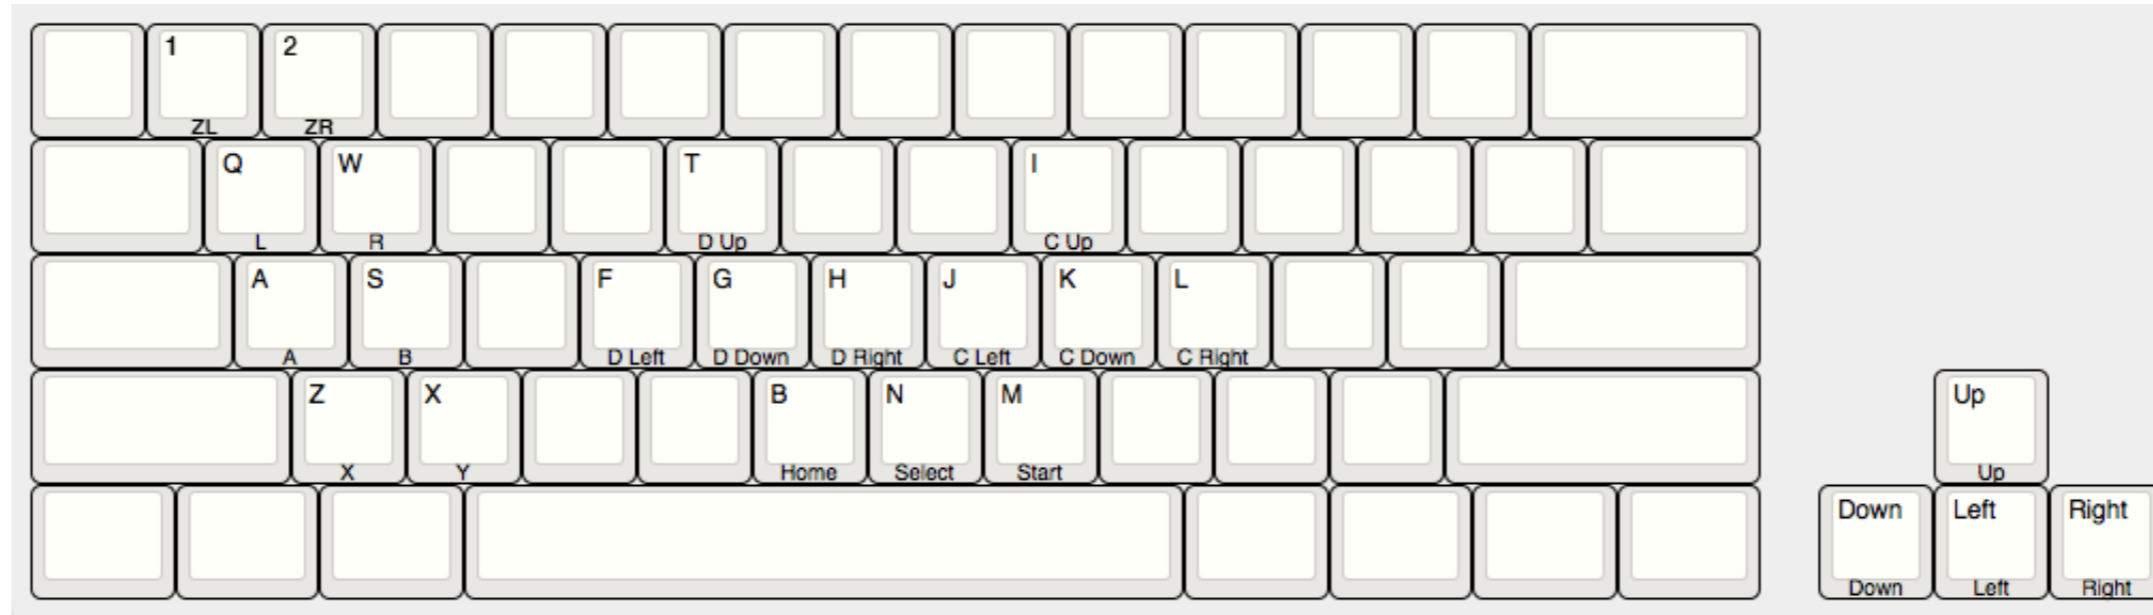 1 2
ZL ZR
Q W T I
L R D Up C Up
A S F G H J K L
A B D Left D Down D Right C Left C Down C Right
Z X B N M Up
X Y Home Select Start Up
Down Left Right
Down Left Right